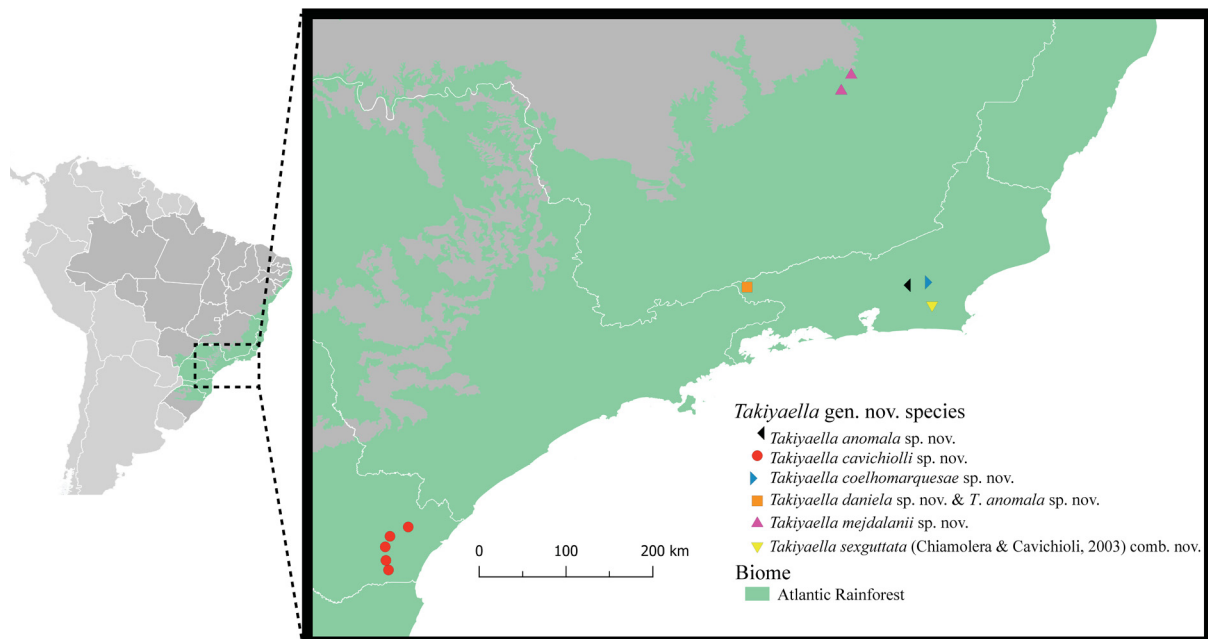 Takiyaella gen. nov. species
Takiyaella anomala sp. nov.
Takiyaella cavichiolli sp. nov.
Takiyaella coelhomarquesae sp. nov.
Takiyaella daniela sp. nov. & T. anomala sp. nov.
Takiyaella mejdalanii sp. nov.
Takiyaella sexguttata (Chiamolera & Cavichioli, 2003) comb. nov.
0 100 200 km
Biome
Atlantic Rainforest